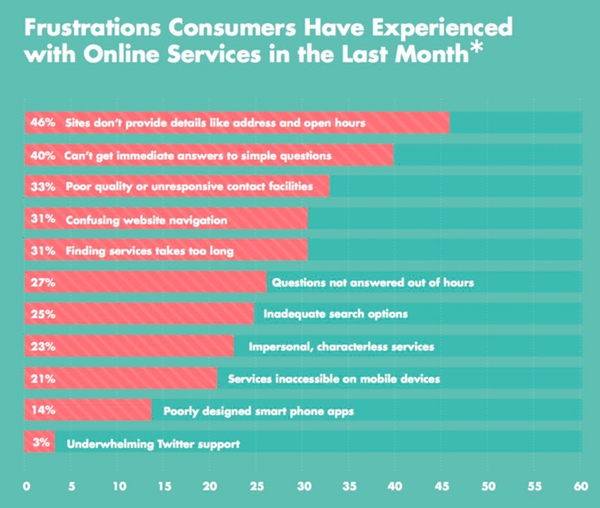 Frustrations Consumers Have Experienced
with Online Services in the Last Month*
46% Sites don't provide details like address and open hours
40% Can't get immediate answers to simple questions
33% Poor quality or unresponsive contact facilities
31% Confusing website navigation
31% Finding services takes too long
27% Questions not answered out of hours
25% Inadequate search options
23% Impersonal, characterless services
21% Services inaccessible on mobile devices
14% Poorly designed smart phone apps
3% Underwhelming Twitter support
0 5 10 15 20 25 30 35 40 45 50 55 60